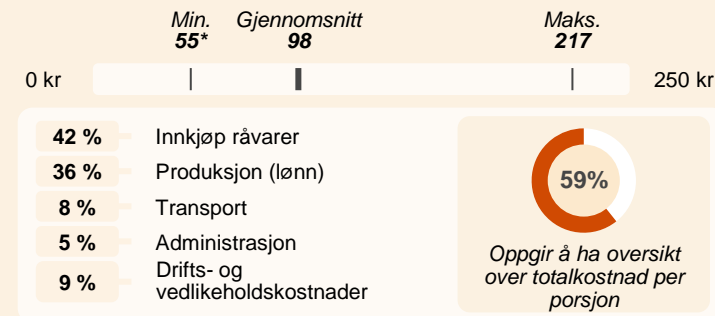 Min. Gjennomsnitt Maks.
55* 98 217
0 kr 250 kr
42 % Innkjøp råvarer
36 % Produksjon (lønn)
8 % Transport
5 % Administrasjon
9 % Drifts- og
vedlikeholdskostnader
59%
Oppgir å ha oversikt
over totalkostnad per
porsjon